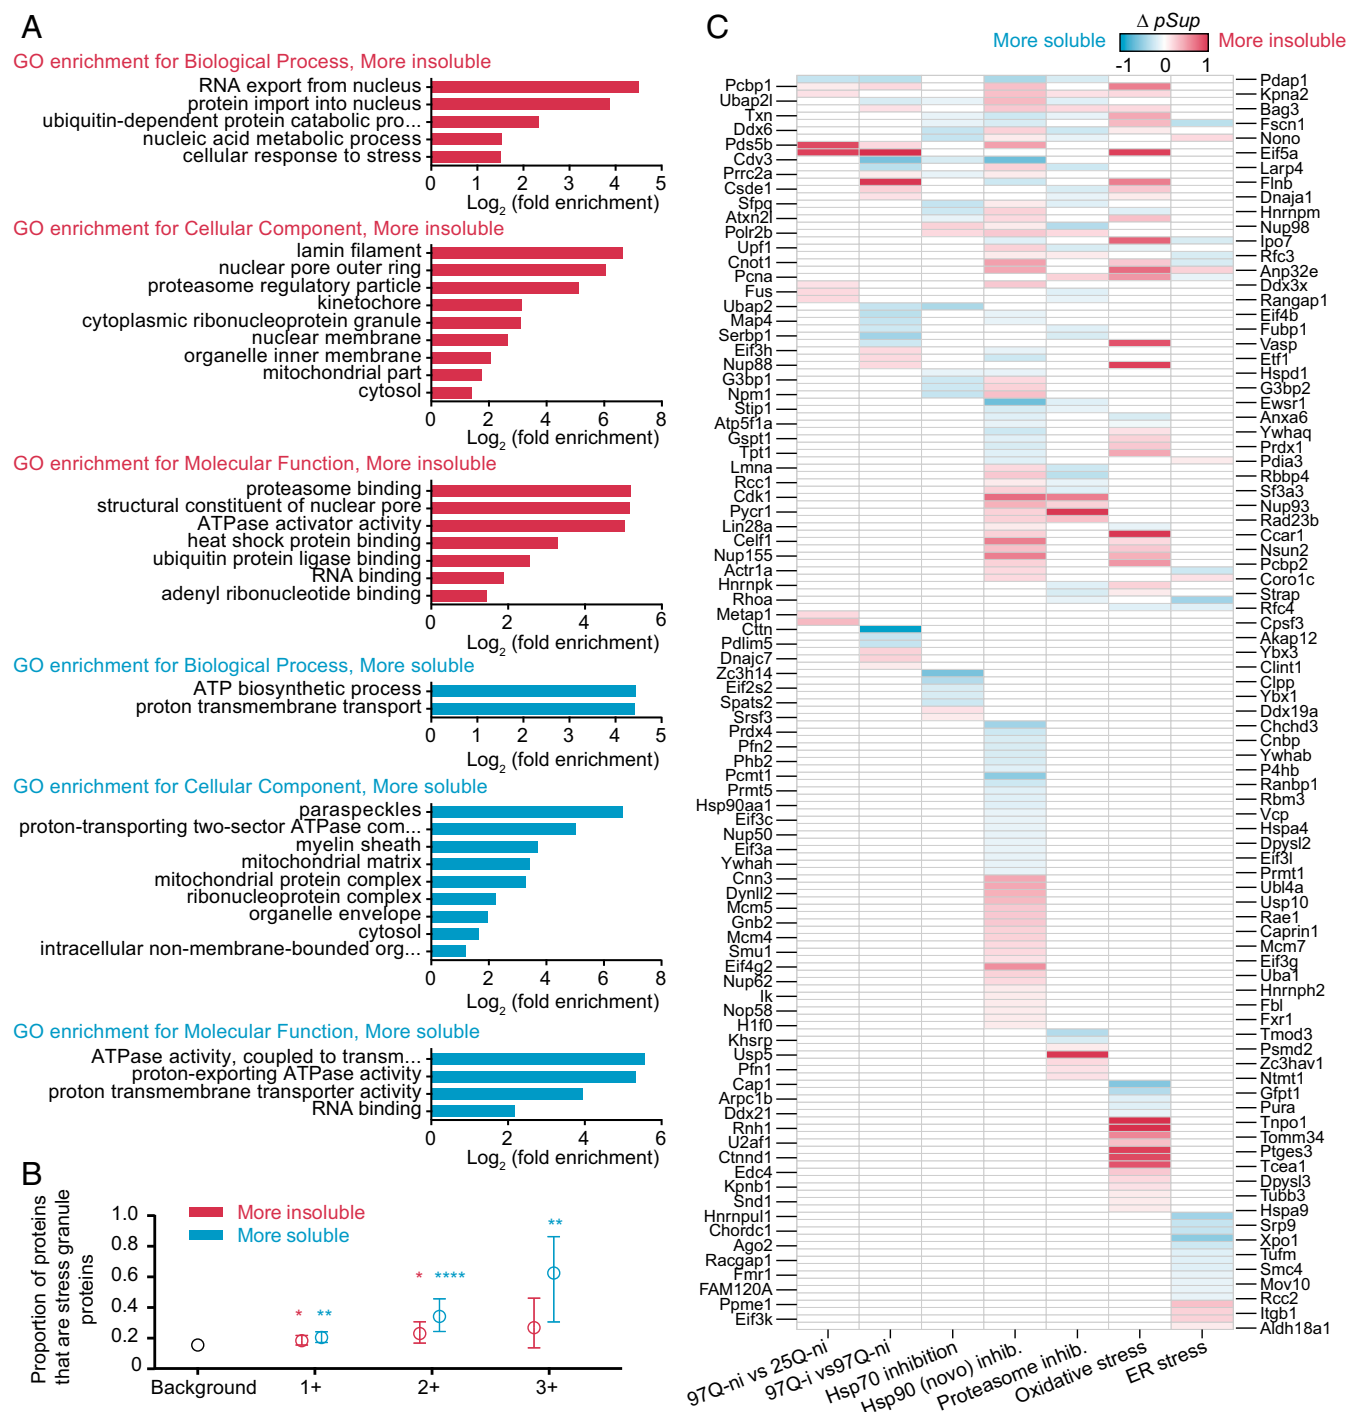 A
GO enrichment for Biological Process, More insoluble
RNA export from nucleus
protein import into nucleus
ubiquitin-dependent protein catabolic pro...
nucleic acid metabolic process
cellular response to stress
0 1 2 3 4 5
Log2 (fold enrichment)
GO enrichment for Cellular Component, More insoluble
lamin filament
nuclear pore outer ring
proteasome regulatory particle
kinetochore
cytoplasmic ribonucleoprotein granule
nuclear membrane
organelle inner membrane
mitochondrial part
cytosol
0 2 4 6 8
Log2 (fold enrichment)
GO enrichment for Molecular Function, More insoluble
proteasome binding
structural constituent of nuclear pore
ATPase activator activity
heat shock protein binding
ubiquitin protein ligase binding
RNA binding
adenyl ribonucleotide binding
0 2 4 6
Log2 (fold enrichment)
GO enrichment for Biological Process, More soluble
ATP biosynthetic process
proton transmembrane transport
0 1 2 3 4 5
Log2 (fold enrichment)
GO enrichment for Cellular Component, More soluble
paraspeckles
proton-transporting two-sector ATPase com...
myelin sheath
mitochondrial matrix
mitochondrial protein complex
ribonucleoprotein complex
organelle envelope
cytosol
intracellular non-membrane-bounded org...
0 2 4 6 8
Log2 (fold enrichment)
GO enrichment for Molecular Function, More soluble
ATPase activity, coupled to transm...
proton-exporting ATPase activity
proton transmembrane transporter activity
RNA binding
0 2 4 6
Log2 (fold enrichment)
B
Proportion of proteins
that are stress granule
proteins
1.0
0.8
0.6
0.4
0.2
0
More insoluble
More soluble
* **
* ****
**
Background 1+ 2+ 3+
C
Δ pSup
More soluble
More insoluble
-1 0 1
Pcbp1
Ubap2l
Txn
Ddx6
Pds5b
Cdv3
Prrc2a
Csde1
Sfpq
Atxn2l
Polr2b
Upf1
Cnot1
Pcna
Fus
Ubap2
Map4
Serbp1
Eif3h
Nup88
G3bp1
Npm1
Stip1
Atp5f1a
Gspt1
Tpt1
Lmna
Rcc1
Cdk1
Pycr1
Lin28a
Celf1
Nup155
Actr1a
Hnrnpk
Rhoa
Metap1
Cttn
Pdlim5
Dnajc7
Zc3h14
Eif2s2
Spats2
Srsf3
Prdx4
Pfn2
Phb2
Pcmt1
Prmt5
Hsp90aa1
Eif3c
Nup50
Eif3a
Ywhah
Cnn3
Dynll2
Mcm5
Gnb2
Mcm4
Smu1
Eif4g2
Nup62
Ik
Nop58
H1f0
Khsrp
Usp5
Pfn1
Cap1
Arpc1b
Ddx21
Rnh1
U2af1
Ctnnd1
Edc4
Kpnb1
Snd1
Hnrnpul1
Chordc1
Ago2
Racgap1
Fmr1
FAM120A
Ppme1
Eif3k
Pdap1
Kpna2
Bag3
Fscn1
Nono
Eif5a
Larp4
Flnb
Dnaja1
Hnrnpm
Nup98
Ipo7
Rfc3
Anp32e
Ddx3x
Rangap1
Eif4b
Fubp1
Vasp
Etf1
Hspd1
G3bp2
Ewsr1
Anxa6
Ywhaq
Prdx1
Pdia3
Rbbp4
Sf3a3
Nup93
Rad23b
Ccar1
Nsun2
Pcbp2
Coro1c
Strap
Rfc4
Cpsf3
Akap12
Ybx3
Clint1
Clpp
Ybx1
Ddx19a
Chchd3
Cnbp
Ywhab
P4hb
Ranbp1
Rbm3
Vcp
Hspa4
Dpysl2
Eif3l
Prmt1
Ubl4a
Usp10
Rae1
Caprin1
Mcm7
Eif3g
Uba1
Hnrnph2
Fbl
Fxr1
Tmod3
Psmd2
Zc3hav1
Ntmt1
Gfpt1
Pura
Tnpo1
Tomm34
Ptges3
Tcea1
Dpysl3
Tubb3
Hspa9
Srp9
Xpo1
Tufm
Smc4
Mov10
Rcc2
Itgb1
Aldh18a1
97Q-ni vs 25Q-ni
97Q-i vs97Q-ni
Hsp70 inhibition
Hsp90 (novo) inhib.
Proteasome inhib.
Oxidative stress
ER stress